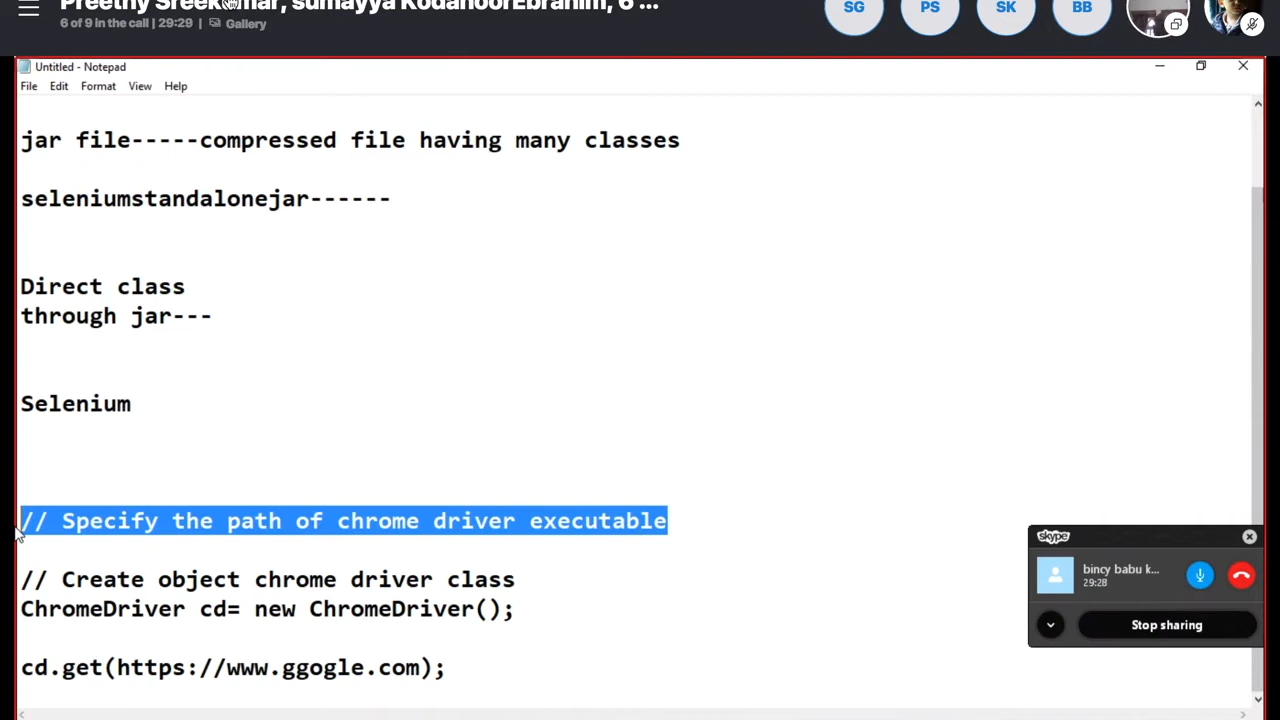 Preethy Sreekumar, sumayya KodanoorEbrahim, 6 ...
6 of 9 in the call | 29:29 | Gallery
SG PS SK BB
Untitled - Notepad
File Edit Format View Help
jar file-----compressed file having many classes
seleniumstandalonejar------
Direct class
through jar---
Selenium
// Specify the path of chrome driver executable
// Create object chrome driver class
ChromeDriver cd= new ChromeDriver();
cd.get(https://www.ggogle.com);
skype
bincy babu k...
29:28
Stop sharing